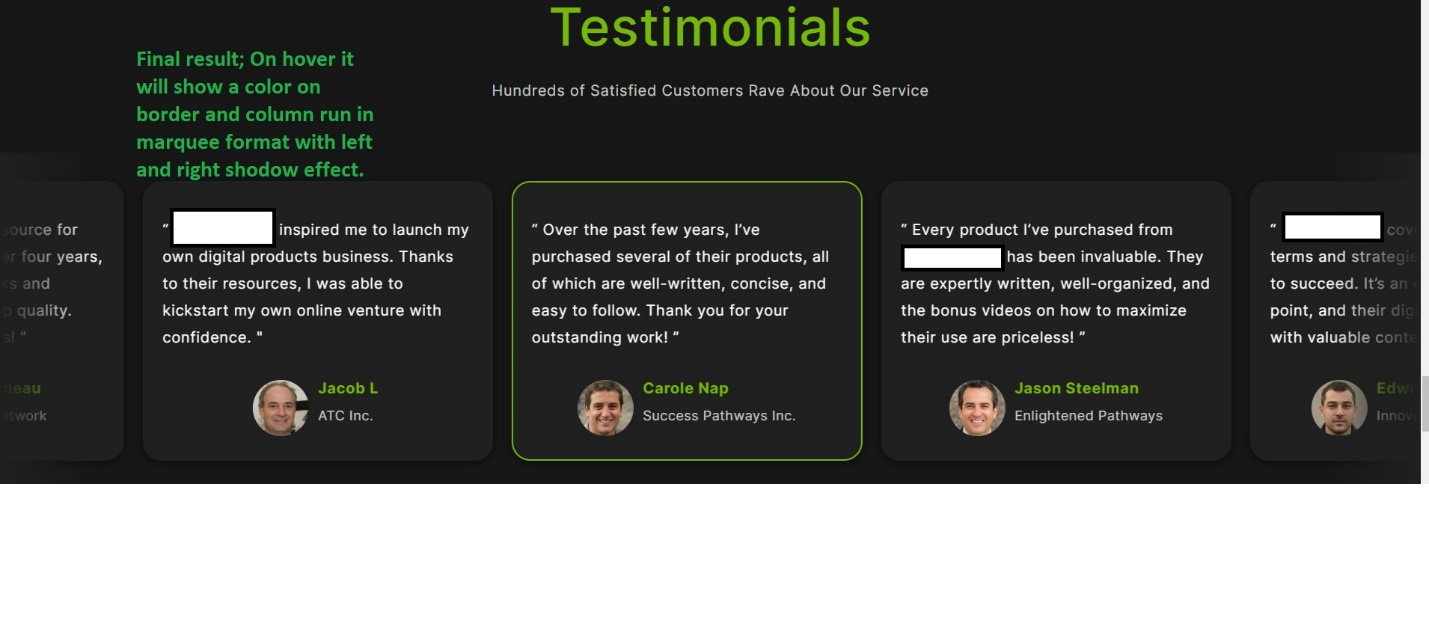 Testimonials
Final result; On hover it
will show a color on
border and column run in
marquee format with left
and right shodow effect.
Hundreds of Satisfied Customers Rave About Our Service
source for
four years,
and
quality.
"
deau
etwork
“ inspired me to launch my
own digital products business. Thanks
to their resources, I was able to
kickstart my own online venture with
confidence. "
Jacob L
ATC Inc.
“ Over the past few years, I’ve
purchased several of their products, all
of which are well-written, concise, and
easy to follow. Thank you for your
outstanding work! ”
Carole Nap
Success Pathways Inc.
“ Every product I’ve purchased from
has been invaluable. They
are expertly written, well-organized, and
the bonus videos on how to maximize
their use are priceless! ”
Jason Steelman
Enlightened Pathways
“ cov
terms and strategie
to succeed. It’s an
point, and their dig
with valuable conte
Edwi
Innov